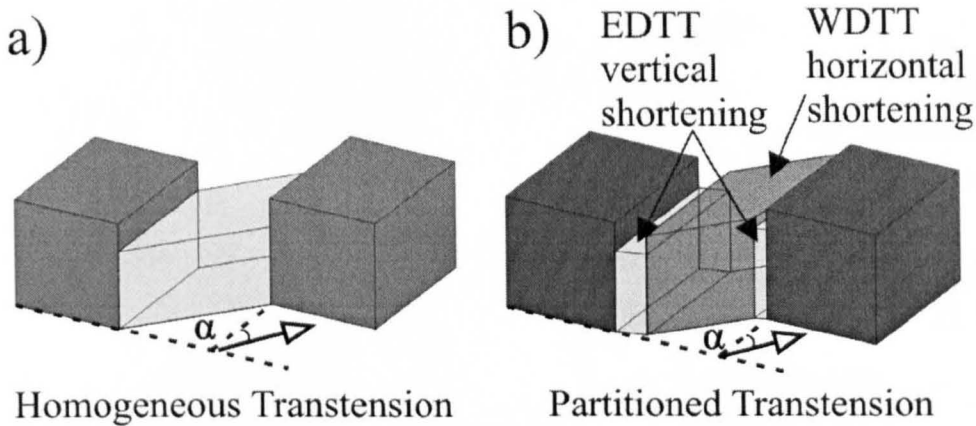 a)
Homogeneous Transtension
α
b)
EDTT
vertical
shortening
WDTT
horizontal
shortening
α
Partitioned Transtension